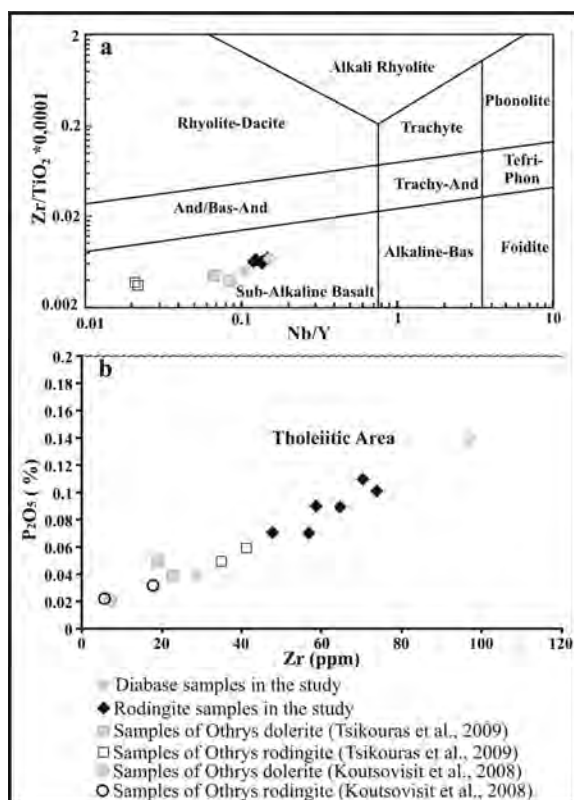 a
2
0.2
0.02
0.002
Zr/TiO₂ *0,0001
Alkali Rhyolite
Phonolite
Rhyolite-Dacite
Trachyte
Tefri-
Phon
Trachy-And
And/Bas-And
Alkaline-Bas
Foidite
Sub-Alkaline Basalt
0.01
0.1
1
10
Nb/Y
b
0.2
0.18
0.16
0.14
0.12
0.1
0.08
0.06
0.04
0.02
0
P₂O₅ ( %)
Tholeiitic Area
0
20
40
60
80
100
120
Zr (ppm)
Diabase samples in the study
Rodingite samples in the study
Samples of Othrys dolerite (Tsikouras et al., 2009)
Samples of Othrys rodingite (Tsikouras et al., 2009)
Samples of Othrys dolerite (Koutsovisit et al., 2008)
Samples of Othrys rodingite (Koutsovisit et al., 2008)